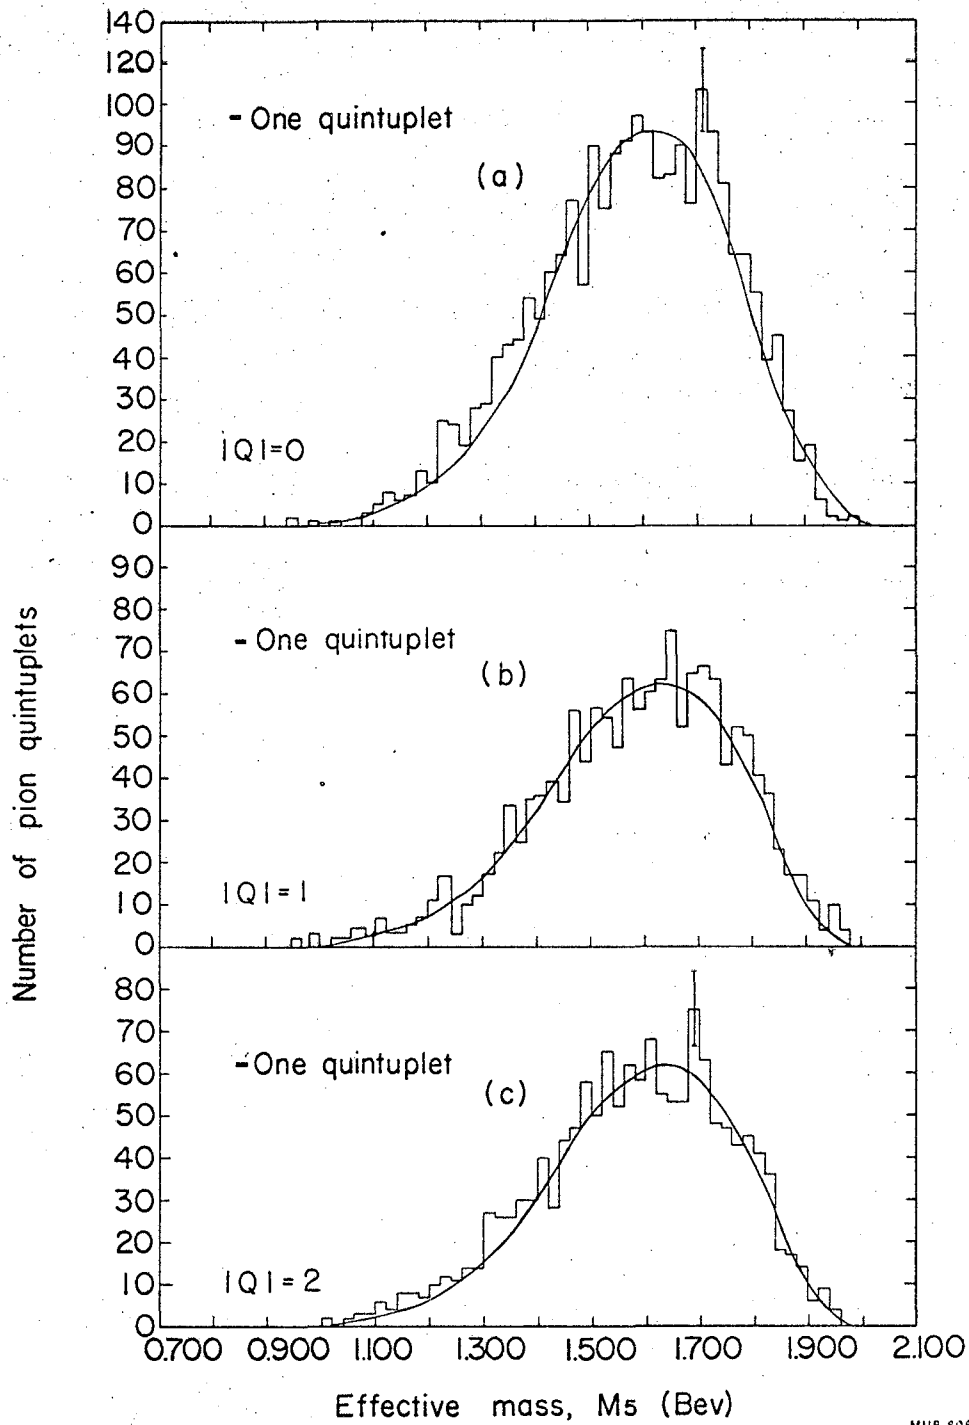 140
120
100
90
80
70
60
50
40
30
20
10
0
- One quintuplet
(a)
|Q|=0
90
80
70
60
50
40
30
20
10
0
- One quintuplet
(b)
|Q|=1
80
70
60
50
40
30
20
10
0
- One quintuplet
(c)
|Q|=2
0.700 0.900 1.100 1.300 1.500 1.700 1.900 2.100
Effective mass, M5 (Bev)
Number of pion quintuplets